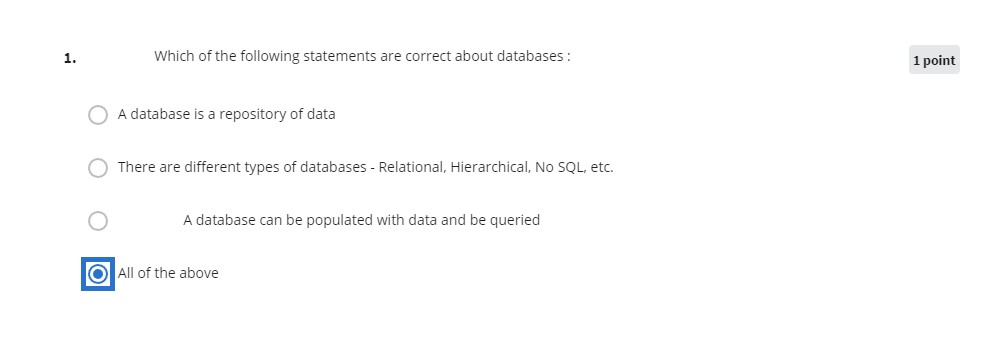 1. Which of the following statements are correct about databases :
1 point
A database is a repository of data
There are different types of databases - Relational, Hierarchical, No SQL, etc.
A database can be populated with data and be queried
All of the above